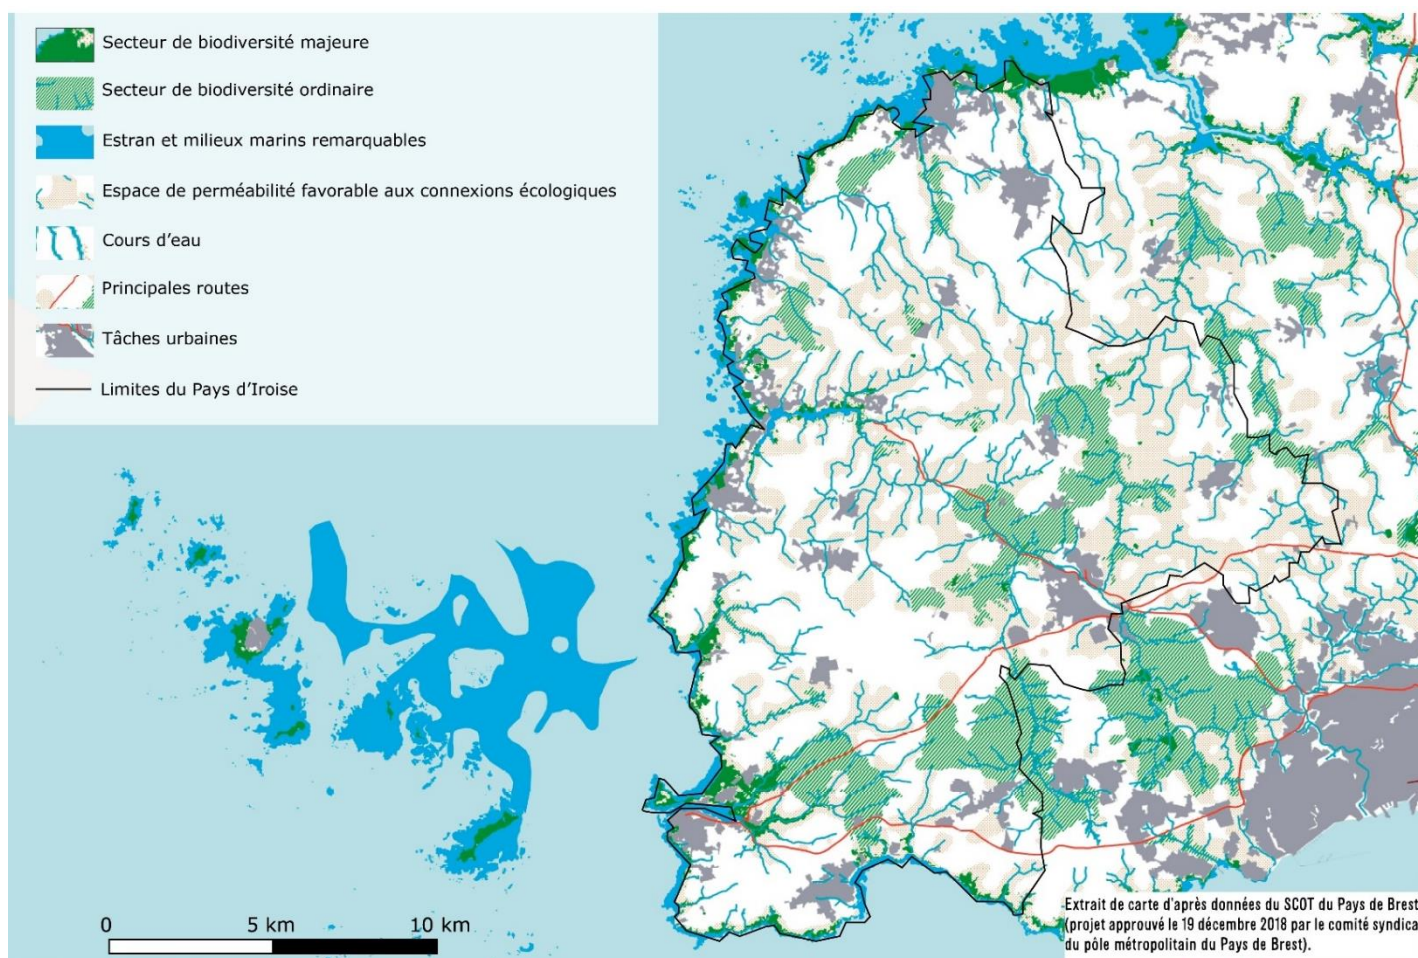 Secteur de biodiversité majeure
Secteur de biodiversité ordinaire
Estran et milieux marins remarquables
Espace de perméabilité favorable aux connexions écologiques
Cours d'eau
Principales routes
Tâches urbaines
Limites du Pays d'Iroise
0 5 km 10 km
Extrait de carte d'après données du SCOT du Pays de Brest
(projet approuvé le 19 décembre 2018 par le comité syndica
du pôle métropolitain du Pays de Brest).